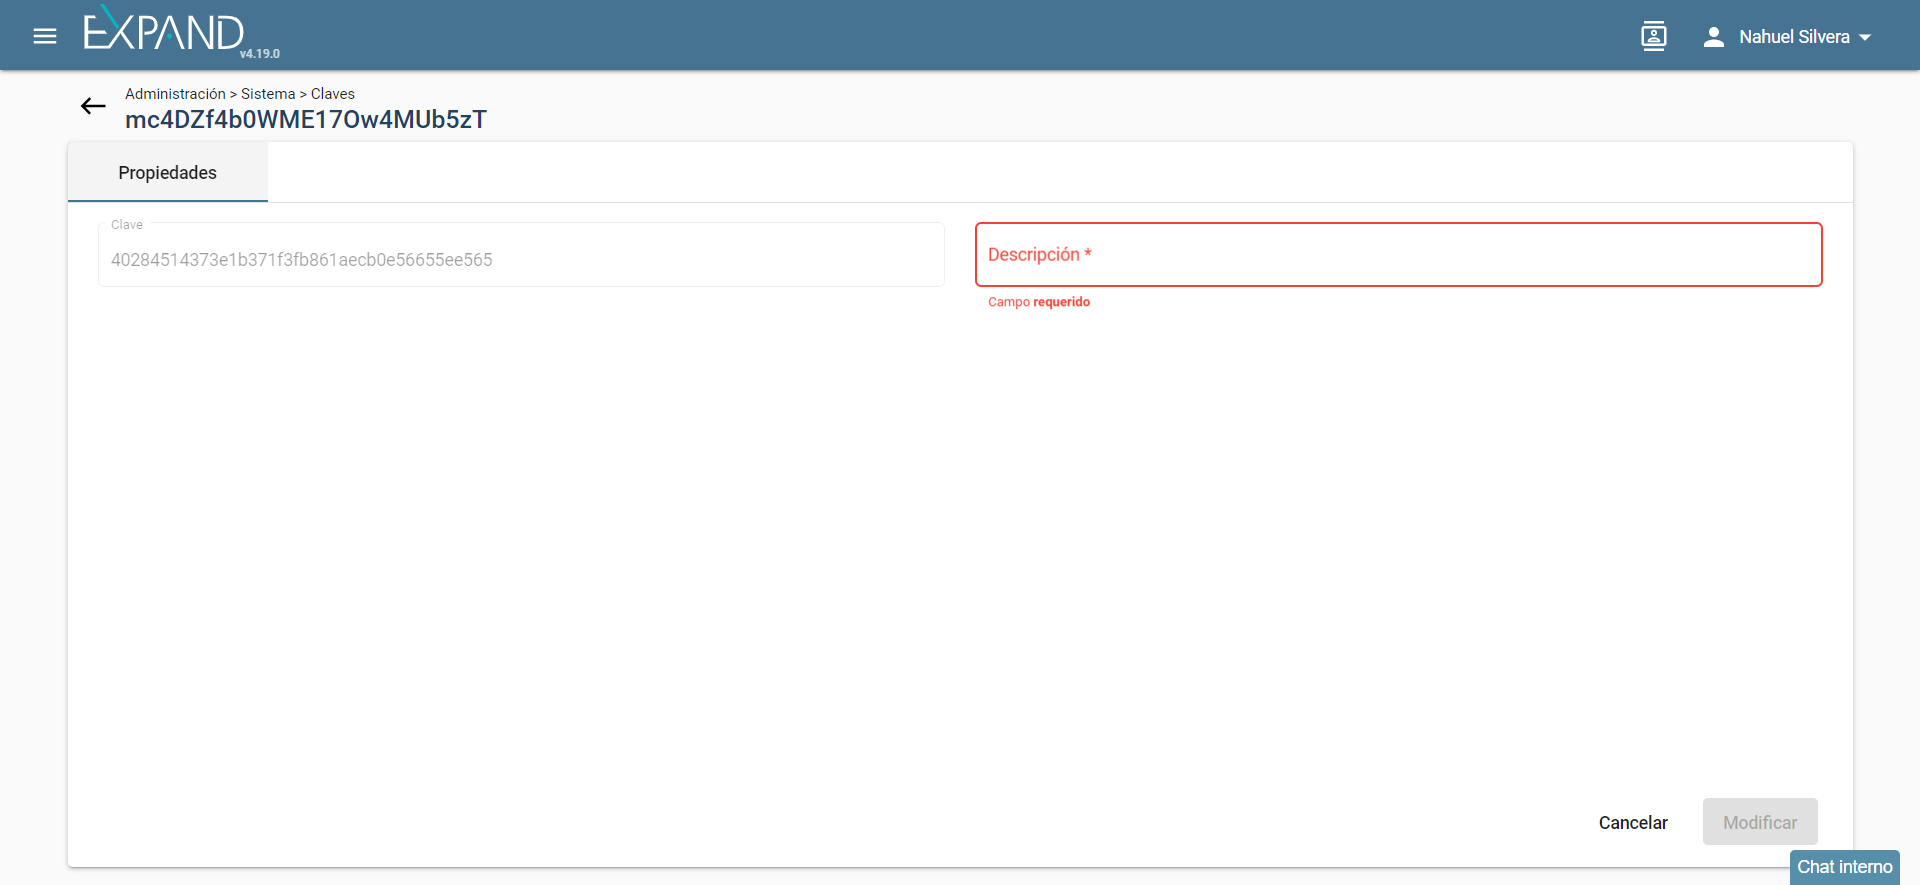 EXPAND
v4.19.0
Nahuel Silvera
Administración > Sistema > Claves
mc4DZf4b0WME17Ow4MUb5zT
Propiedades
Clave
40284514373e1b371f3fb861aecb0e56655ee565
Descripción *
Campo requerido
Cancelar
Modificar
Chat interno